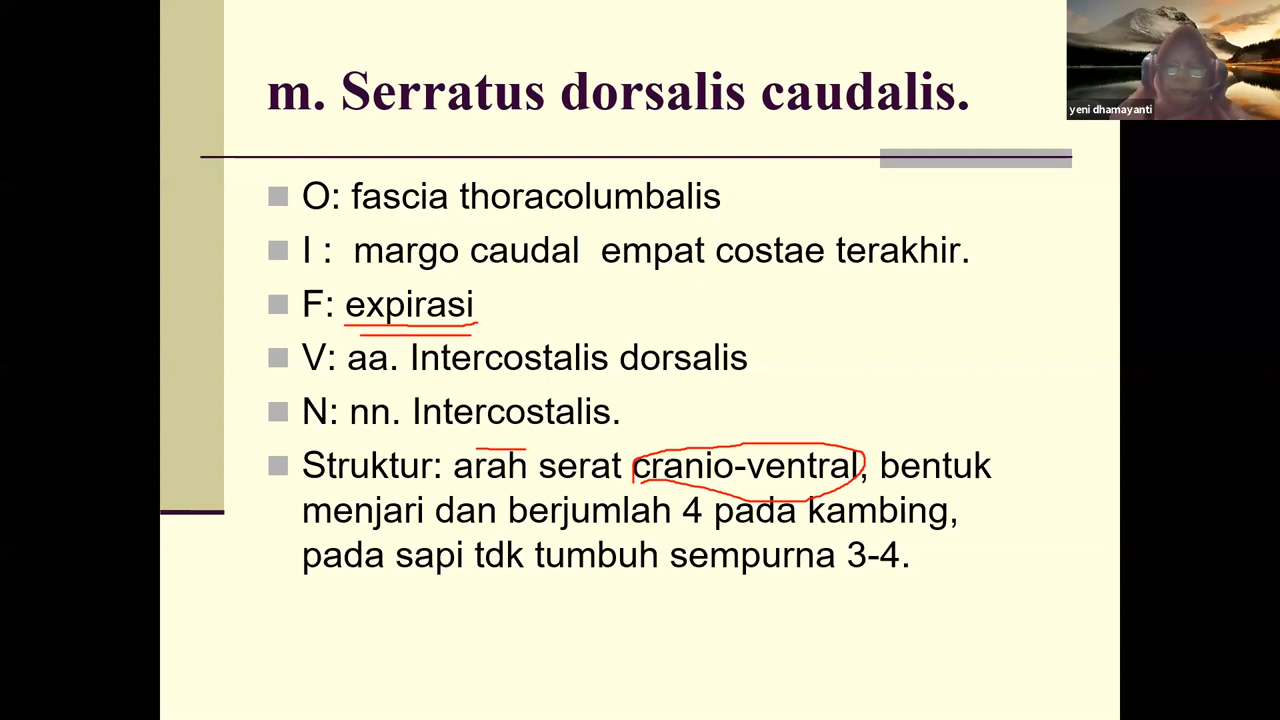 m. Serratus dorsalis caudalis.
yeni dhamayanti
O: fascia thoracolumbalis
I : margo caudal empat costae terakhir.
F: expirasi
V: aa. Intercostalis dorsalis
N: nn. Intercostalis.
Struktur: arah serat cranio-ventral, bentuk
menjari dan berjumlah 4 pada kambing,
pada sapi tdk tumbuh sempurna 3-4.